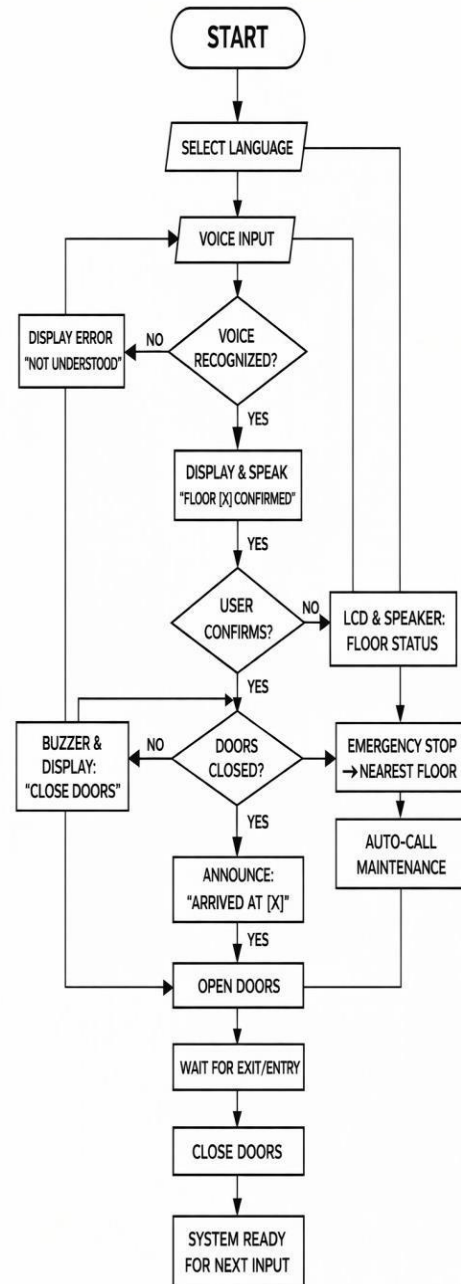 START
SELECT LANGUAGE
VOICE INPUT
DISPLAY ERROR
"NOT UNDERSTOOD"
NO
VOICE
RECOGNIZED?
YES
DISPLAY & SPEAK
"FLOOR [X] CONFIRMED"
YES
USER
CONFIRMS?
NO
LCD & SPEAKER:
FLOOR STATUS
YES
BUZZER &
DISPLAY:
"CLOSE DOORS"
NO
DOORS
CLOSED?
EMERGENCY STOP
→NEAREST FLOOR
YES
AUTO-CALL
MAINTENANCE
ANNOUNCE:
"ARRIVED AT [X]"
YES
OPEN DOORS
WAIT FOR EXIT/ENTRY
CLOSE DOORS
SYSTEM READY
FOR NEXT INPUT